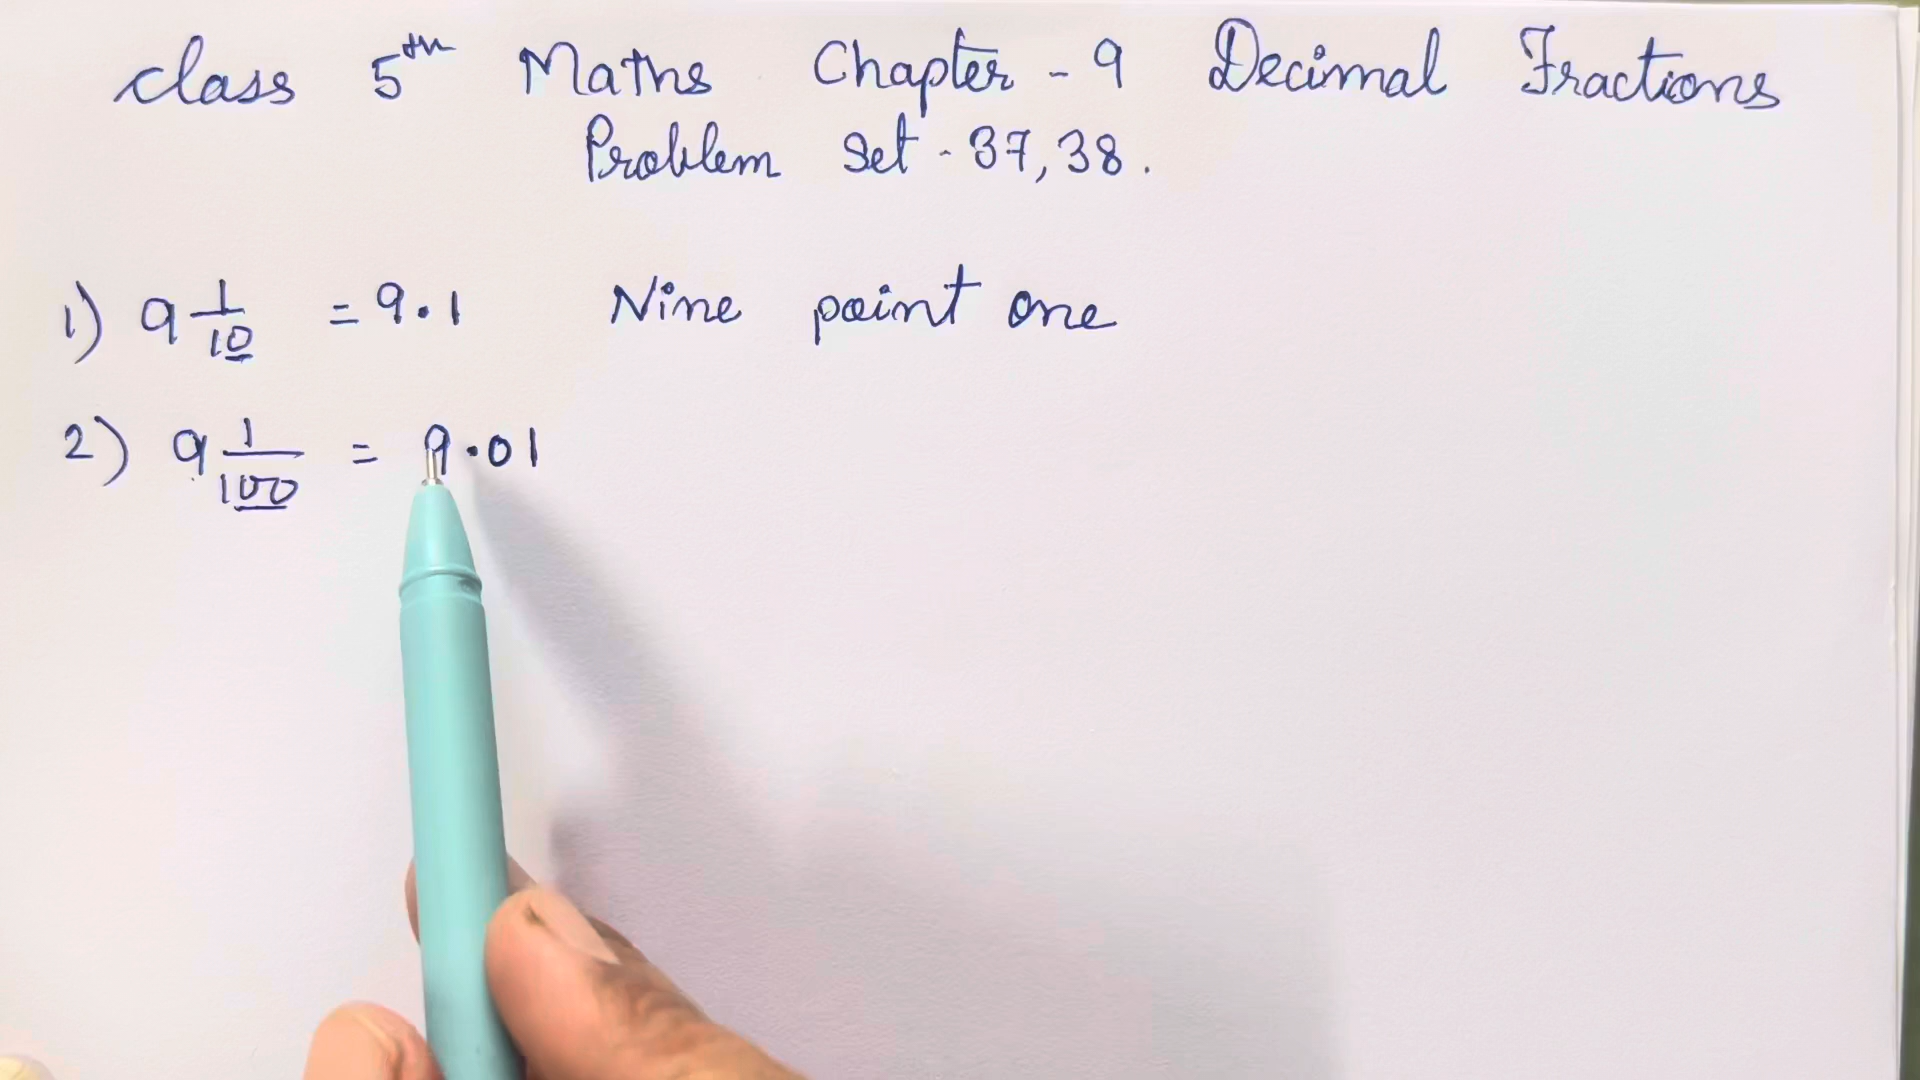 class 5th Maths Chapter - 9 Decimal Fractions
Problem Set - 37, 38.
1) 9 1/10 = 9.1 Nine point one
2) 9 1/100 = 9.01